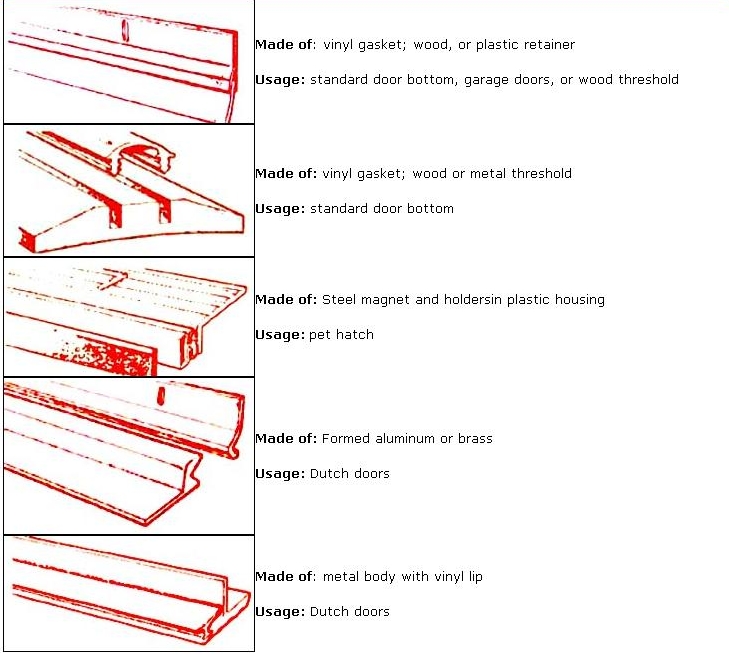 Made of: vinyl gasket; wood, or plastic retainer
Usage: standard door bottom, garage doors, or wood threshold
Made of: vinyl gasket; wood or metal threshold
Usage: standard door bottom
Made of: Steel magnet and holdersin plastic housing
Usage: pet hatch
Made of: Formed aluminum or brass
Usage: Dutch doors
Made of: metal body with vinyl lip
Usage: Dutch doors